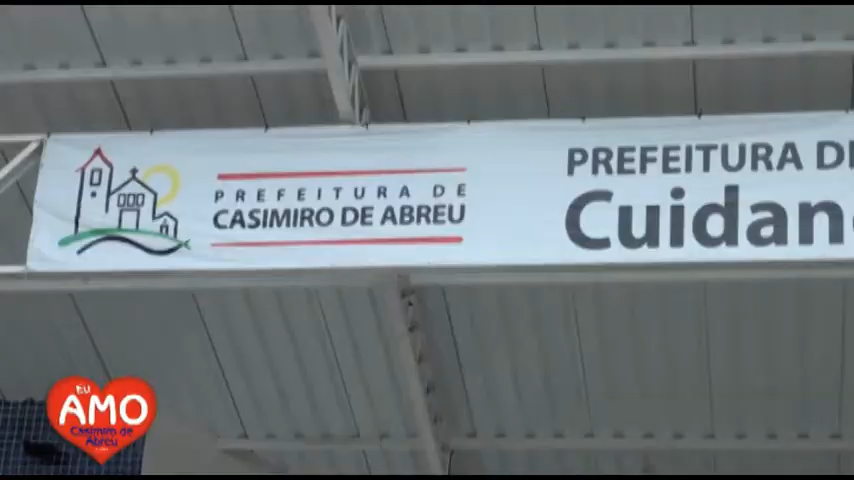 PREFEITURA DE
CASIMIRO DE ABREU
PREFEITURA D
Cuidan
EU
AMO
Casimiro de
Abreu